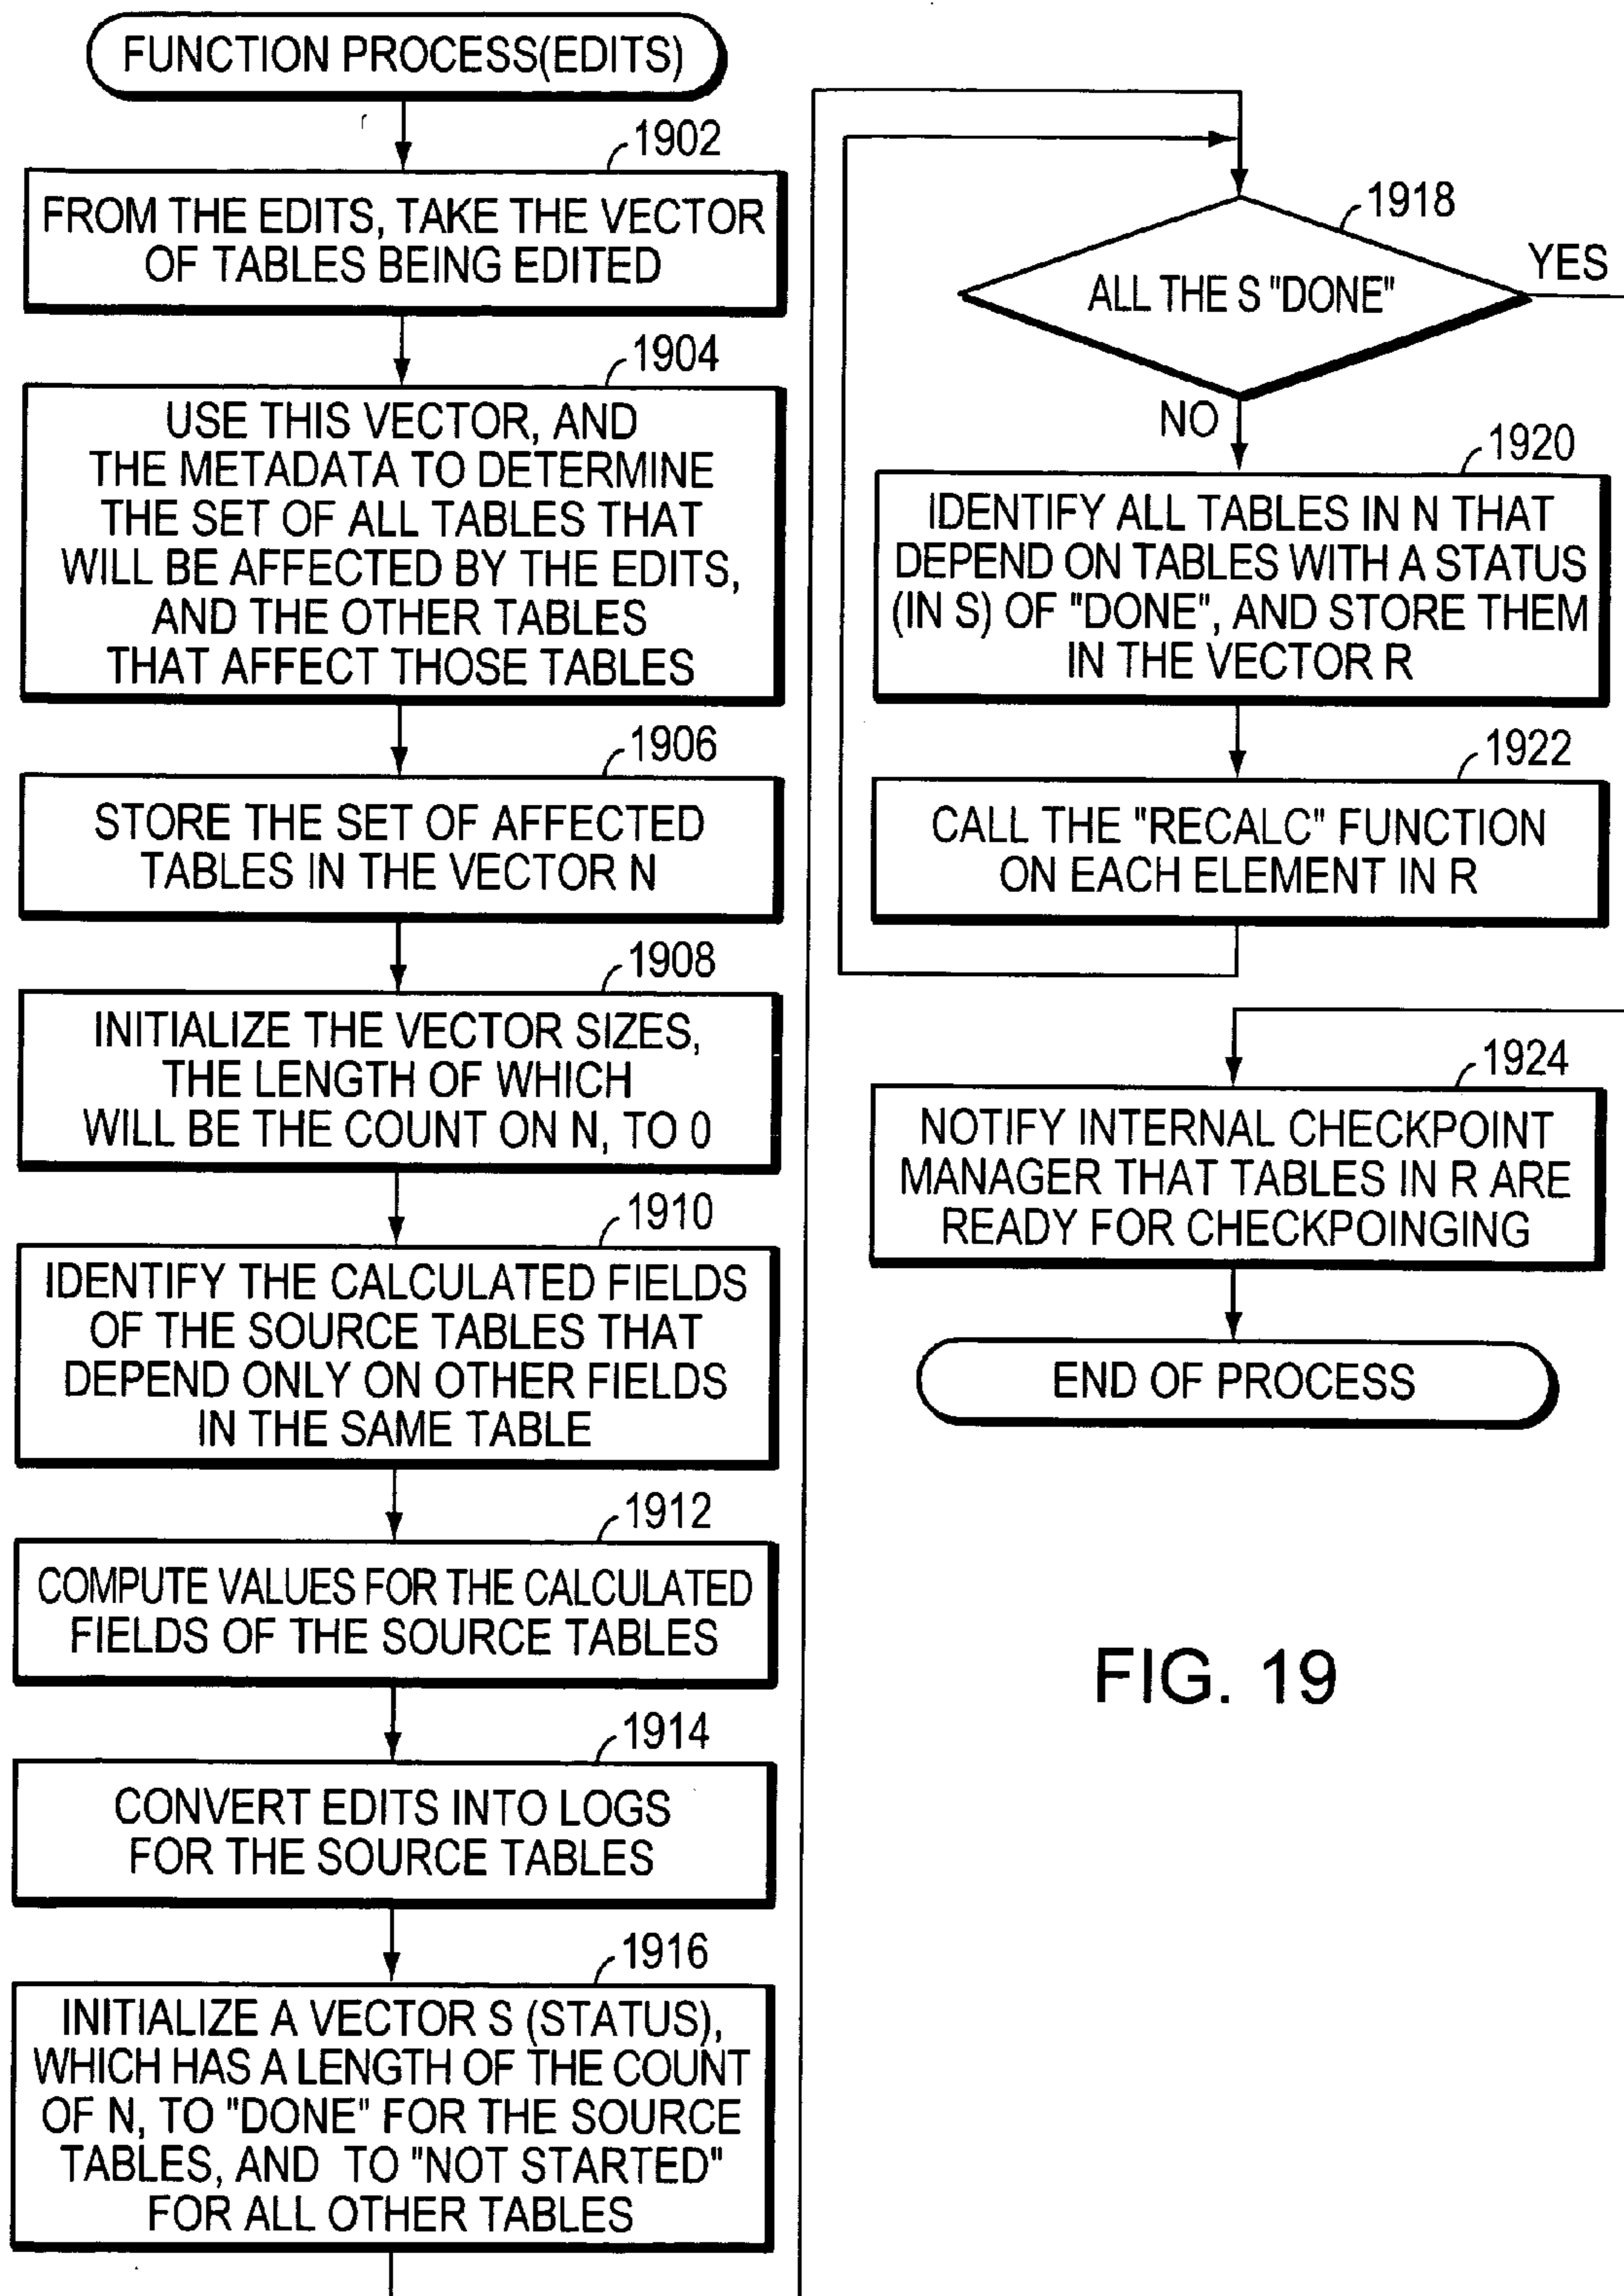 FUNCTION PROCESS(EDITS)
1902
FROM THE EDITS, TAKE THE VECTOR
OF TABLES BEING EDITED
1904
USE THIS VECTOR, AND
THE METADATA TO DETERMINE
THE SET OF ALL TABLES THAT
WILL BE AFFECTED BY THE EDITS,
AND THE OTHER TABLES
THAT AFFECT THOSE TABLES
1906
STORE THE SET OF AFFECTED
TABLES IN THE VECTOR N
1908
INITIALIZE THE VECTOR SIZES,
THE LENGTH OF WHICH
WILL BE THE COUNT ON N, TO 0
1910
IDENTIFY THE CALCULATED FIELDS
OF THE SOURCE TABLES THAT
DEPEND ONLY ON OTHER FIELDS
IN THE SAME TABLE
1912
COMPUTE VALUES FOR THE CALCULATED
FIELDS OF THE SOURCE TABLES
1914
CONVERT EDITS INTO LOGS
FOR THE SOURCE TABLES
1916
INITIALIZE A VECTOR S (STATUS),
WHICH HAS A LENGTH OF THE COUNT
OF N, TO "DONE" FOR THE SOURCE
TABLES, AND TO "NOT STARTED"
FOR ALL OTHER TABLES
1918
ALL THE S "DONE"
YES
NO
1920
IDENTIFY ALL TABLES IN N THAT
DEPEND ON TABLES WITH A STATUS
(IN S) OF "DONE", AND STORE THEM
IN THE VECTOR R
1922
CALL THE "RECALC" FUNCTION
ON EACH ELEMENT IN R
1924
NOTIFY INTERNAL CHECKPOINT
MANAGER THAT TABLES IN R ARE
READY FOR CHECKPOINGING
END OF PROCESS
FIG. 19